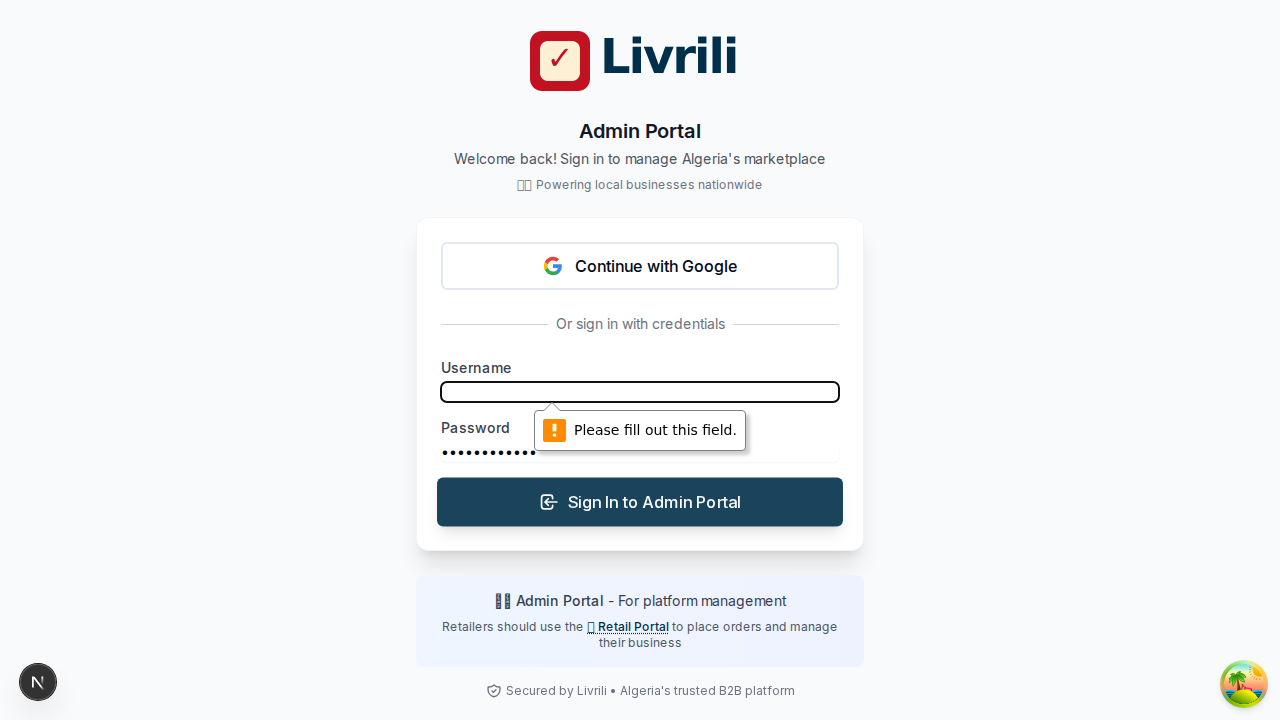 ✓ Livrili
Admin Portal
Welcome back! Sign in to manage Algeria's marketplace
Powering local businesses nationwide
Continue with Google
Or sign in with credentials
Username
Please fill out this field.
Password
••••••••••••
Sign In to Admin Portal
Admin Portal - For platform management
Retailers should use the Retail Portal to place orders and manage
their business
N
Secured by Livrili • Algeria's trusted B2B platform